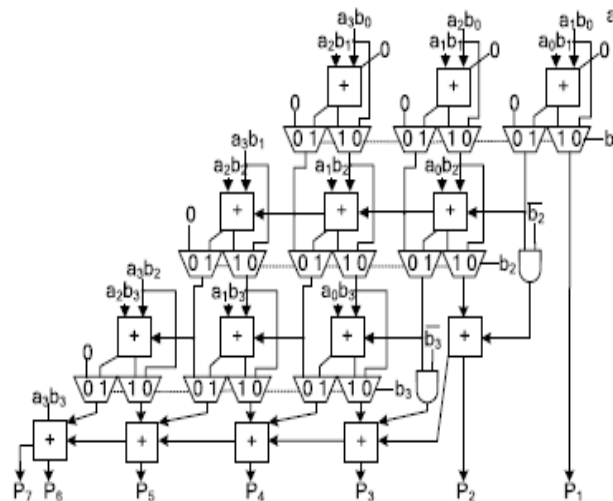 a₃b₀ a₂b₀ a₁b₀ a
a₂b₁ 0 a₁b₁ 0 a₀b₁ 0
+ + +
0 0 0
0 1 1 0 0 1 1 0 0 1 1 0 b
a₃b₁
a₂b₂ a₁b₂ a₀b₂
0 + + + b̅₂
0 1 1 0 0 1 1 0 0 1 1 0 b₂
a₃b₂
a₂b₃ a₁b₃ a₀b₃
+ + + b̅₃ +
0
0 1 1 0 0 1 1 0 0 1 1 0 b₃
a₃b₃
+ + + +
P₇ P₆ P₅ P₄ P₃ P₂ P₁